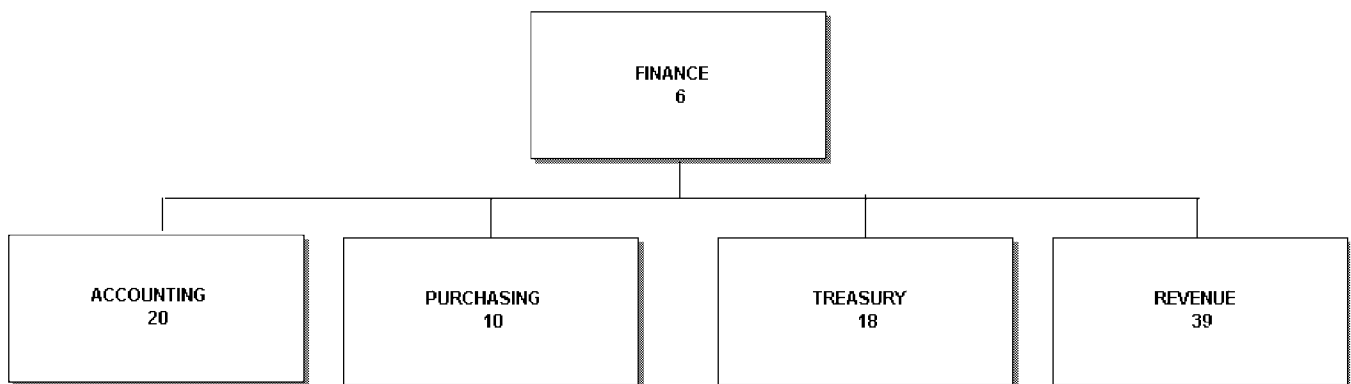 FINANCE
6
ACCOUNTING
20
PURCHASING
10
TREASURY
18
REVENUE
39